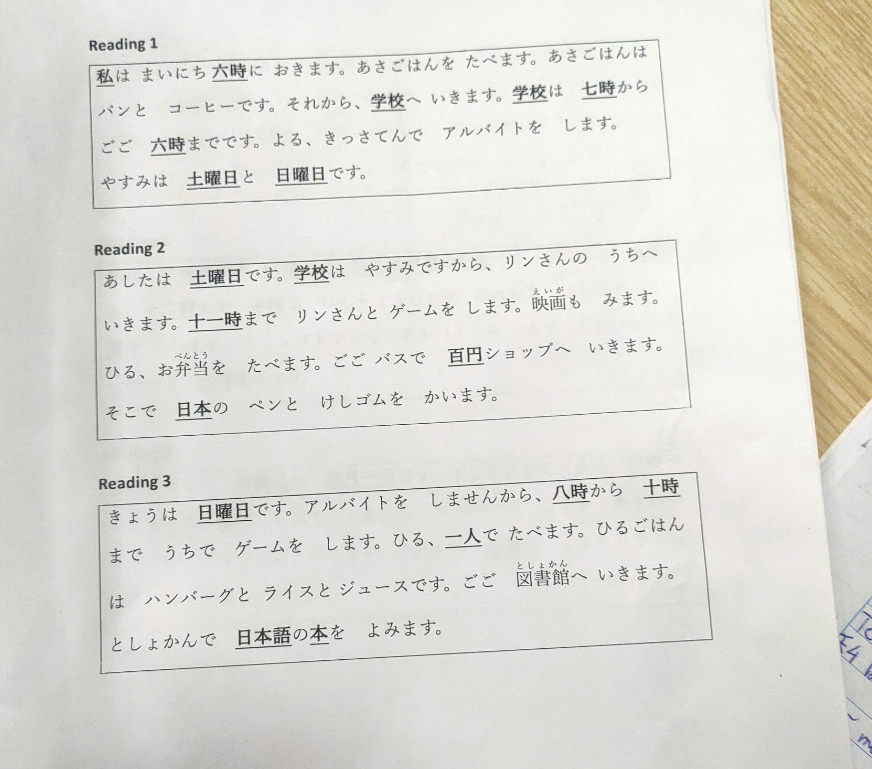 Reading 1
私は まいにち 六時に おきます。あさごはんを たべます。あさごはんは
パンと コーヒーです。それから、学校へ いきます。学校は 七時から
ごご 六時までです。よる、きっさてんで アルバイトを します。
やすみは 土曜日と 日曜日です。
Reading 2
あしたは 土曜日です。学校は やすみですから、リンさんの うちへ
えいが
いきます。十一時まで リンさんと ゲームを します。映画も みます。
べんとう
ひる、お弁当を たべます。ごご バスで 百円ショップへ いきます。
そこで 日本の ペンと けしゴムを かいます。
Reading 3
きょうは 日曜日です。アルバイトを しませんから、八時から 十時
まで うちで ゲームを します。ひる、一人で たべます。ひるごはん
としょかん
は ハンバーグと ライスと ジュースです。ごご 図書館へ いきます。
としょかんで 日本語の本を よみます。